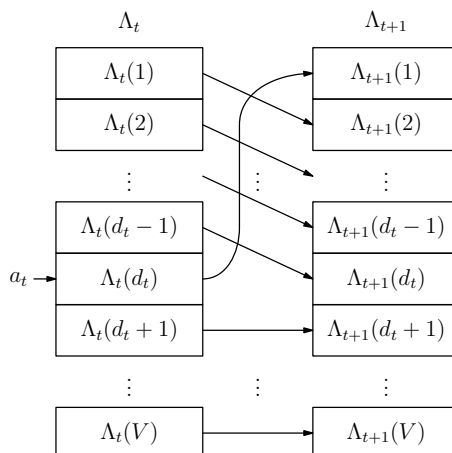 Λ_t Λ_{t+1}
Λ_t(1) Λ_{t+1}(1)
Λ_t(2) Λ_{t+1}(2)
⋮ ⋮ ⋮
Λ_t(d_t − 1) Λ_{t+1}(d_t − 1)
a_t Λ_t(d_t) Λ_{t+1}(d_t)
Λ_t(d_t + 1) Λ_{t+1}(d_t + 1)
⋮ ⋮ ⋮
Λ_t(V) Λ_{t+1}(V)